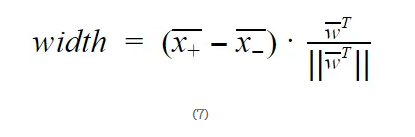 width = (x̅₊ − x̅₋) · w̅ᵀ / ||w̅ᵀ||
(7)